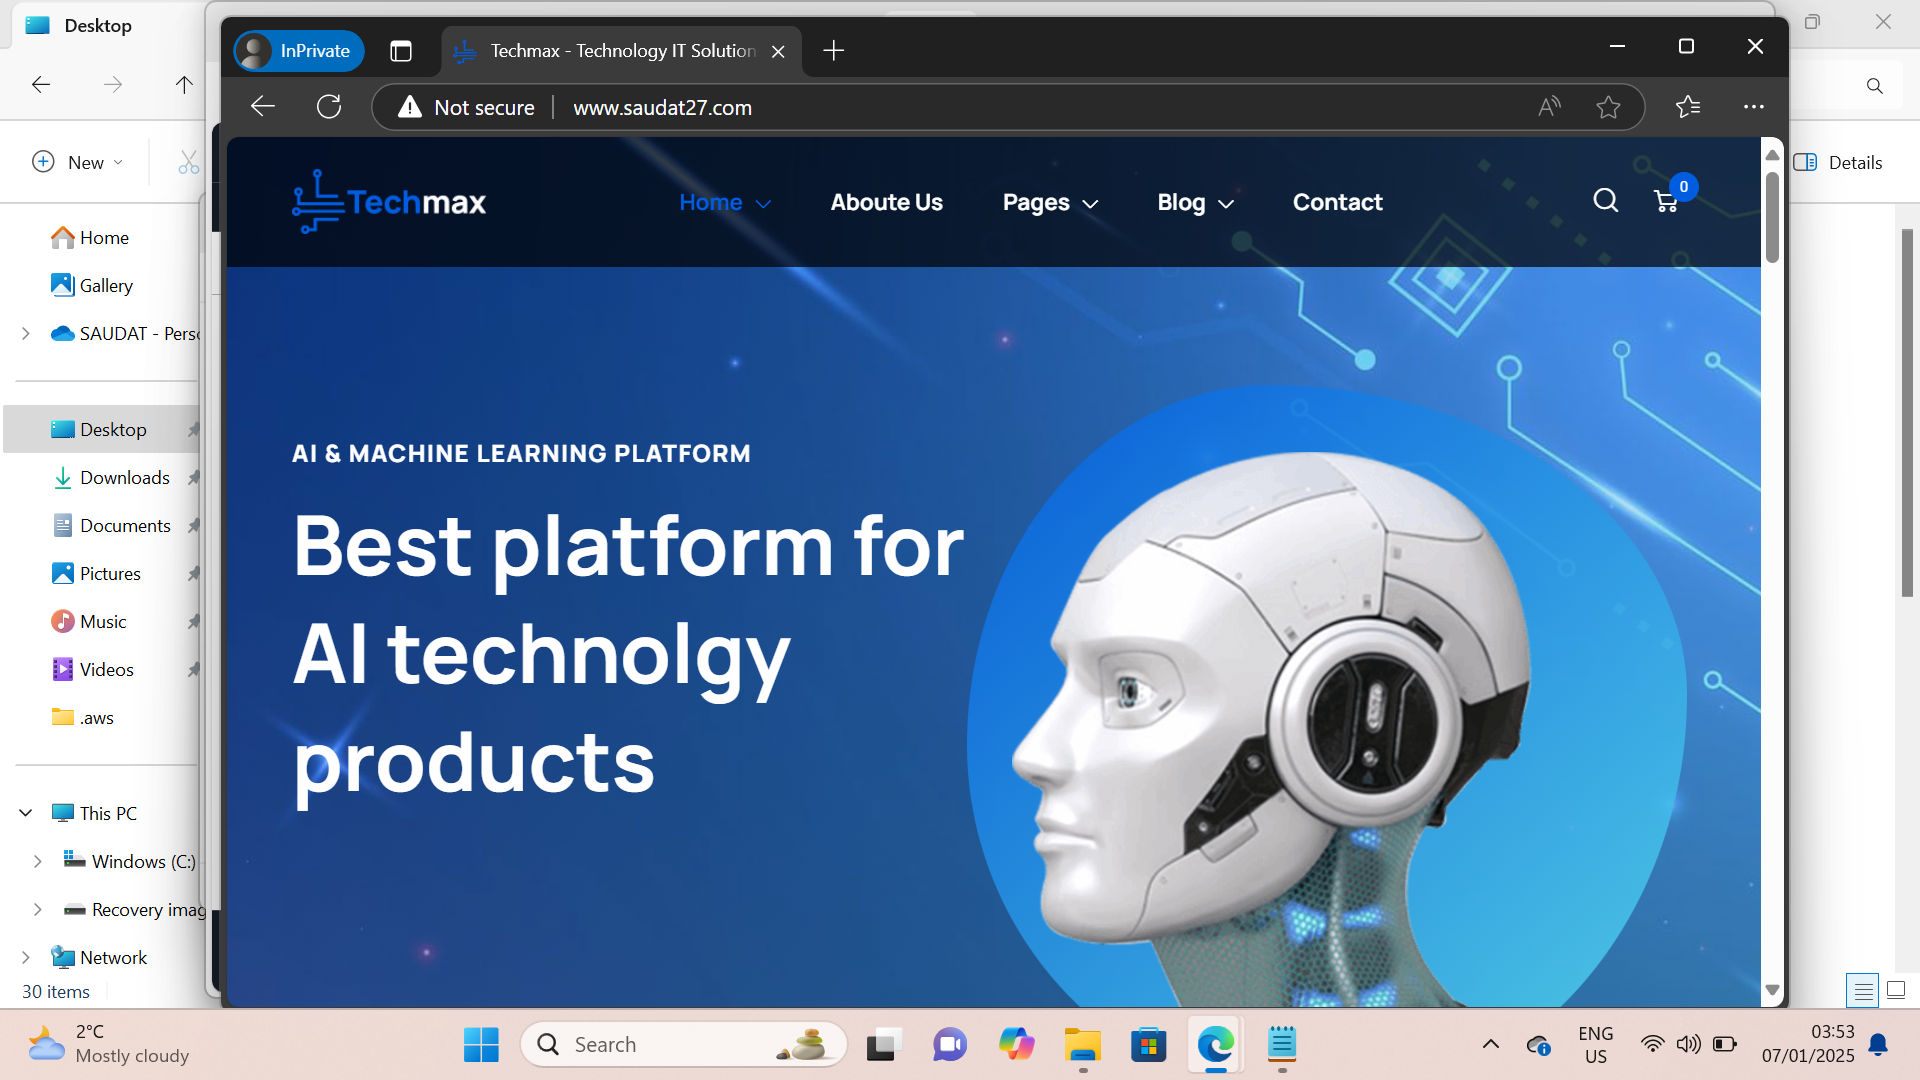 Desktop
InPrivate
Techmax - Technology IT Solution
Not secure
www.saudat27.com
New
Details
Techmax
Home
Aboute Us
Pages
Blog
Contact
0
Home
Gallery
SAUDAT - Perso
Desktop
Downloads
Documents
Pictures
Music
Videos
.aws
This PC
Windows (C:)
Recovery imag
Network
30 items
AI & MACHINE LEARNING PLATFORM
Best platform for
AI technolgy
products
2°C
Mostly cloudy
Search
ENG
US
03:53
07/01/2025